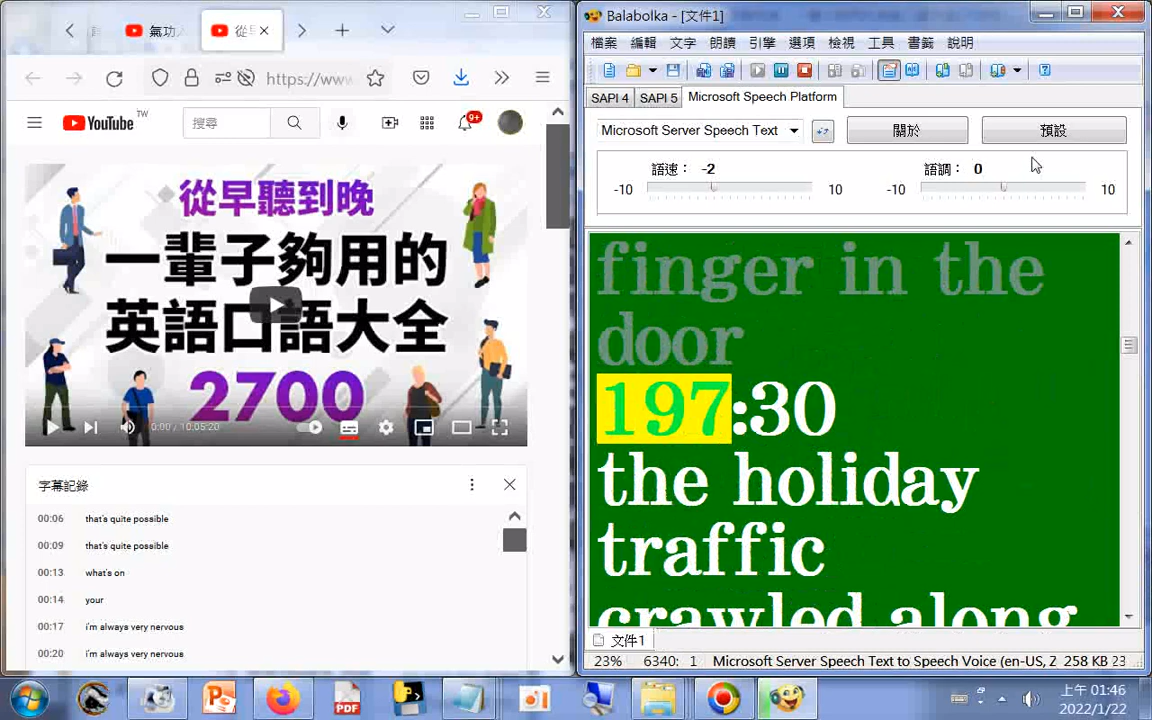 氣功
從
https://www
YouTube TW
搜尋
9+
從早聽到晚
一輩子夠用的
英語口語大全
2700
0:00 / 10:05:20
字幕記錄
00:06 that's quite possible
00:09 that's quite possible
00:13 what's on
00:14 your
00:17 i'm always very nervous
00:20 i'm always very nervous
Balabolka - [文件1]
檔案 編輯 文字 朗讀 引擎 選項 檢視 工具 書籤 說明
SAPI 4 SAPI 5 Microsoft Speech Platform
Microsoft Server Speech Text 關於 預設
語速： -2 語調： 0
-10 10 -10 10
finger in the
door
197:30
the holiday
traffic
crawled along
文件1
23% 6340: 1 Microsoft Server Speech Text to Speech Voice (en-US, Z 258 KB 23
PDF
上午 01:46
2022/1/22